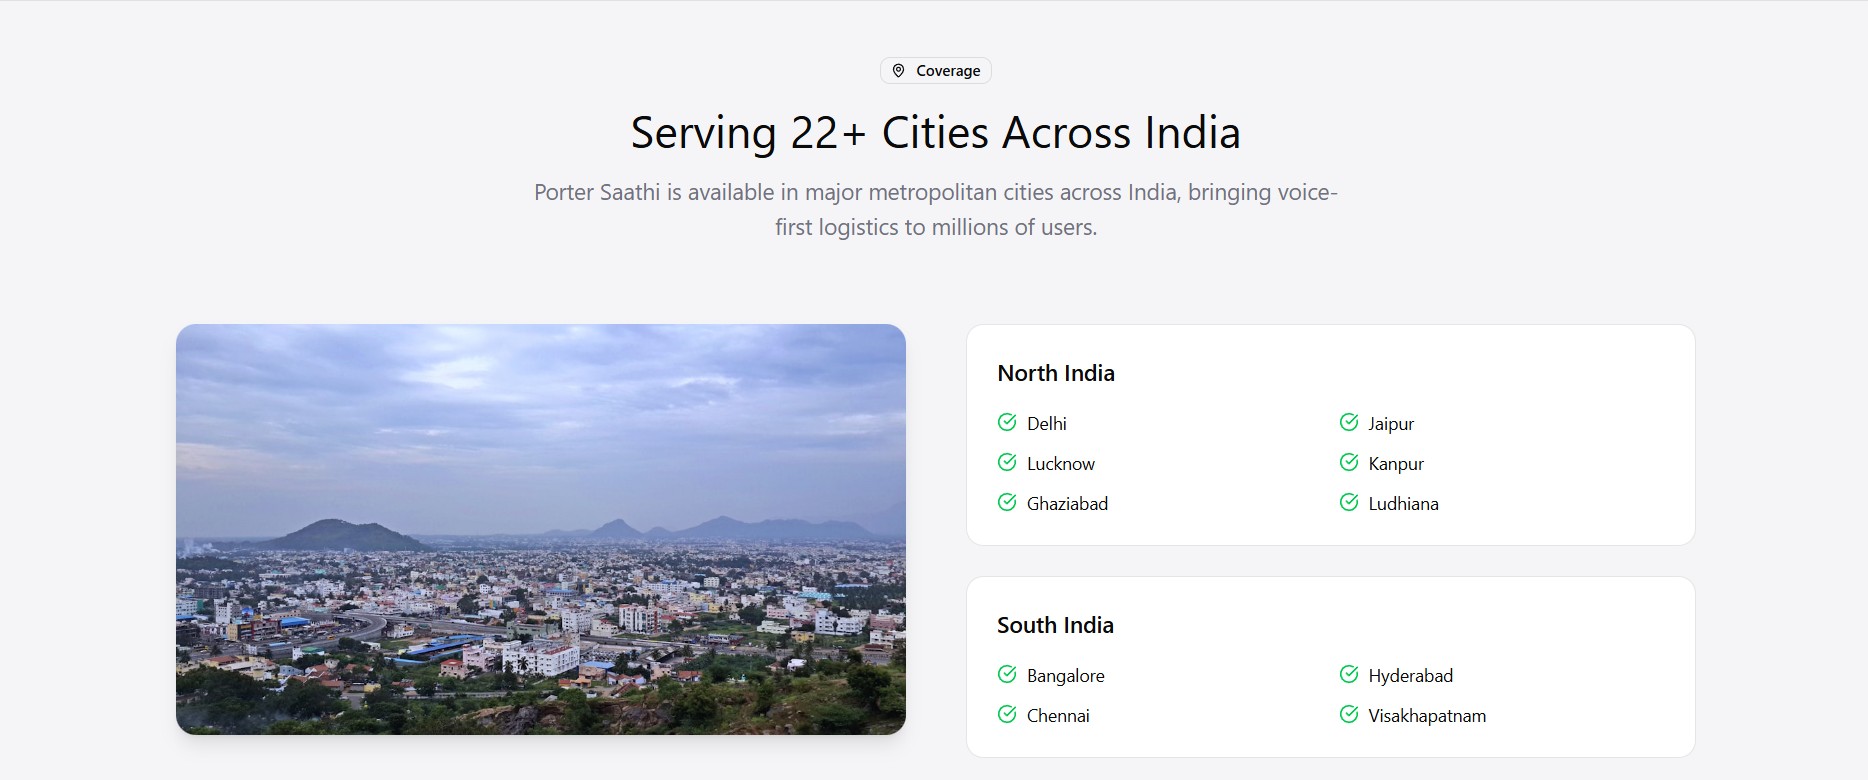 Coverage
Serving 22+ Cities Across India
Porter Saathi is available in major metropolitan cities across India, bringing voice-
first logistics to millions of users.
North India
Delhi
Jaipur
Lucknow
Kanpur
Ghaziabad
Ludhiana
South India
Bangalore
Hyderabad
Chennai
Visakhapatnam